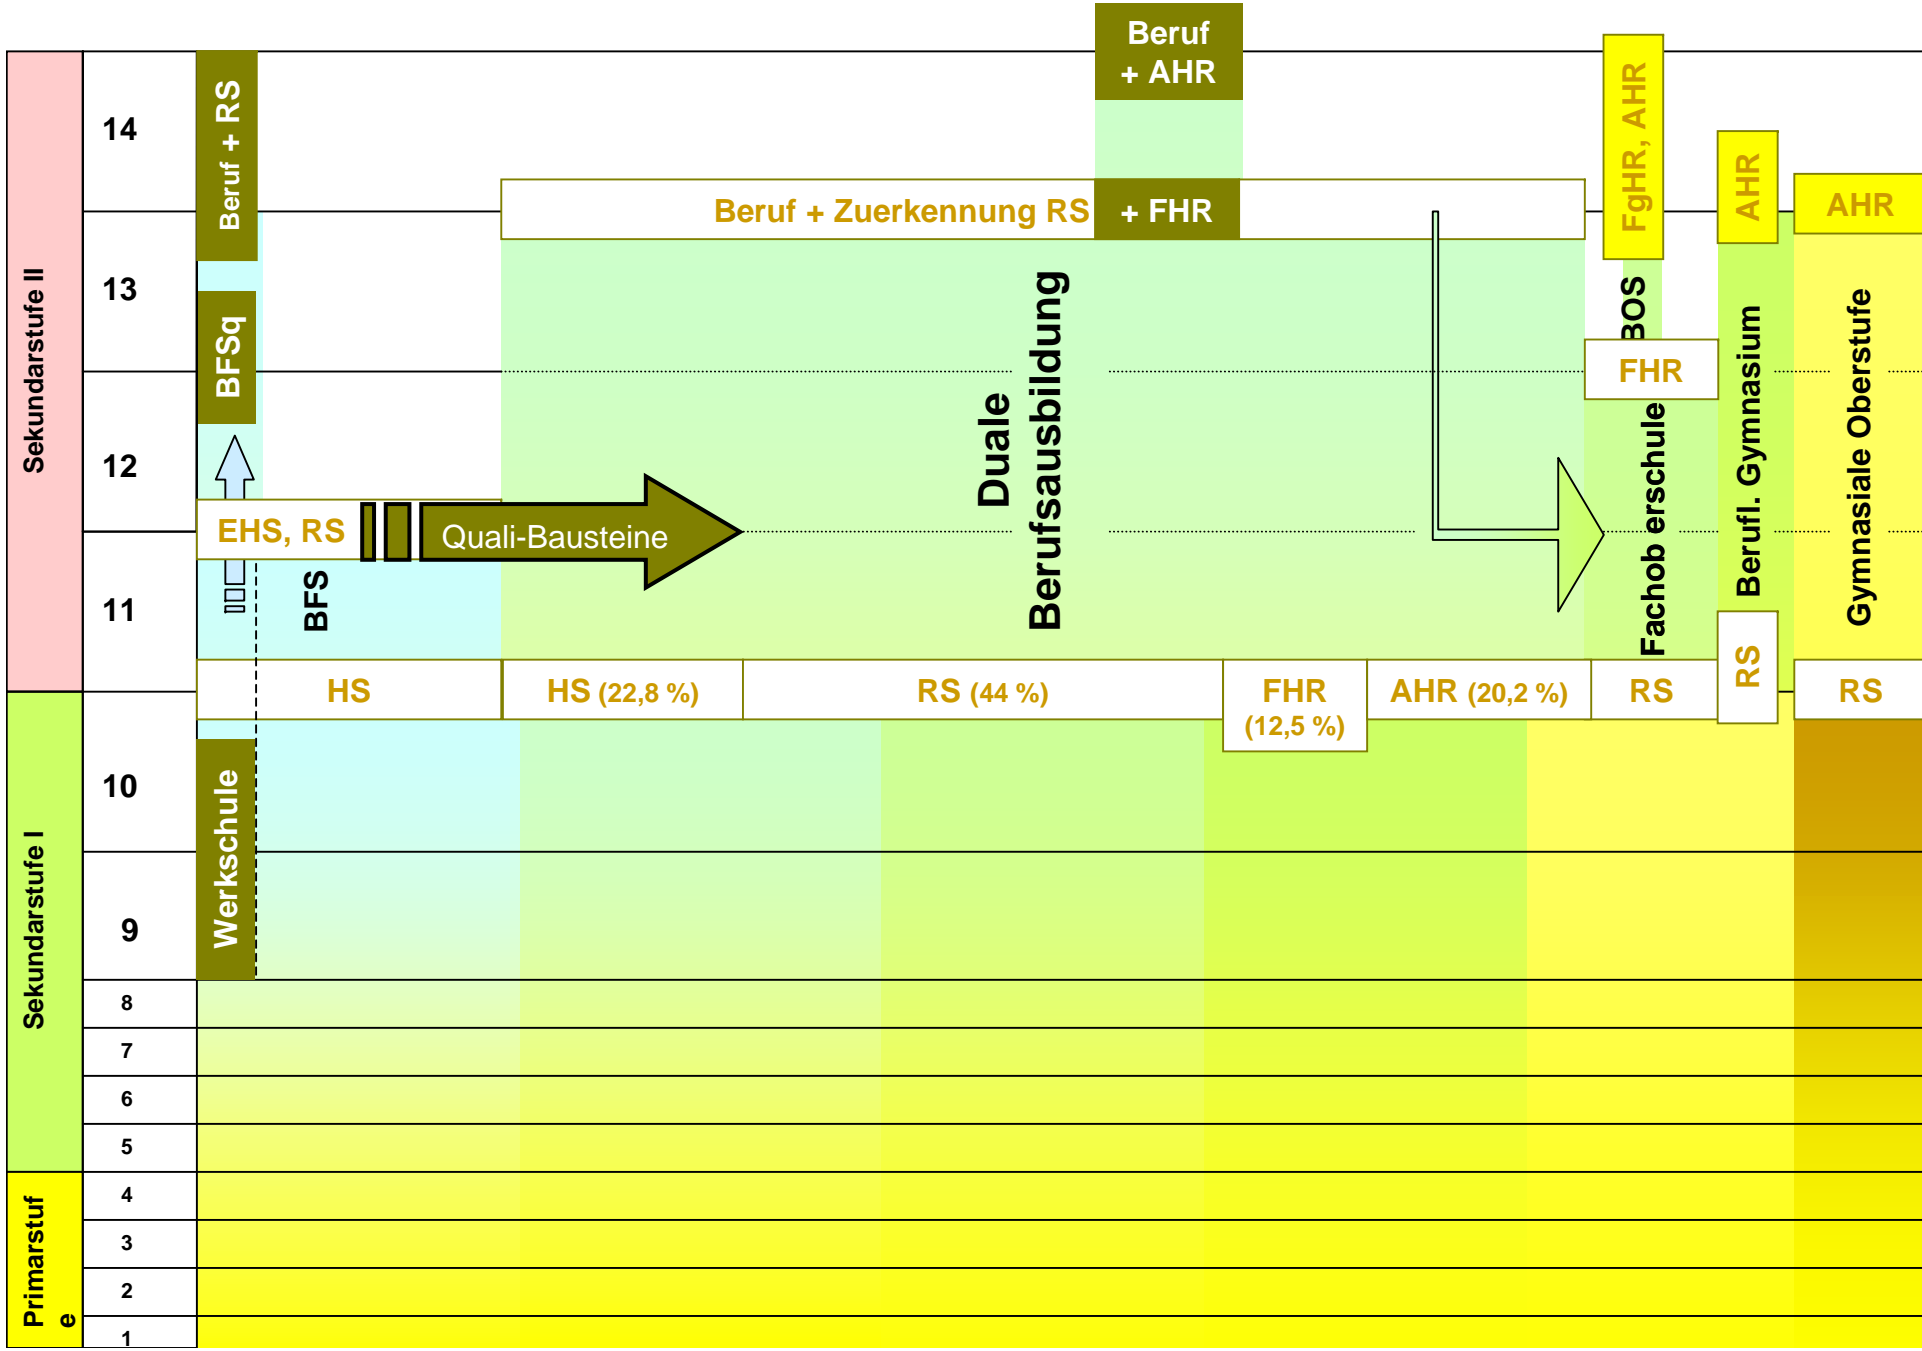 Beruf
+ AHR
14
Beruf + RS
FgHR, AHR
AHR
AHR
Beruf + Zuerkennung RS
+ FHR
Sekundarstufe II
13
BFSq
Duale
Berufsausbildung
BOS
FHR
Fachob erschule
Berufl. Gymnasium
Gymnasiale Oberstufe
12
EHS, RS
Quali-Bausteine
11
BFS
HS
HS (22,8 %)
RS (44 %)
FHR
(12,5 %)
AHR (20,2 %)
RS
RS
RS
Sekundarstufe I
10
Werkschule
9
8
7
6
5
Primarstuf
e
4
3
2
1